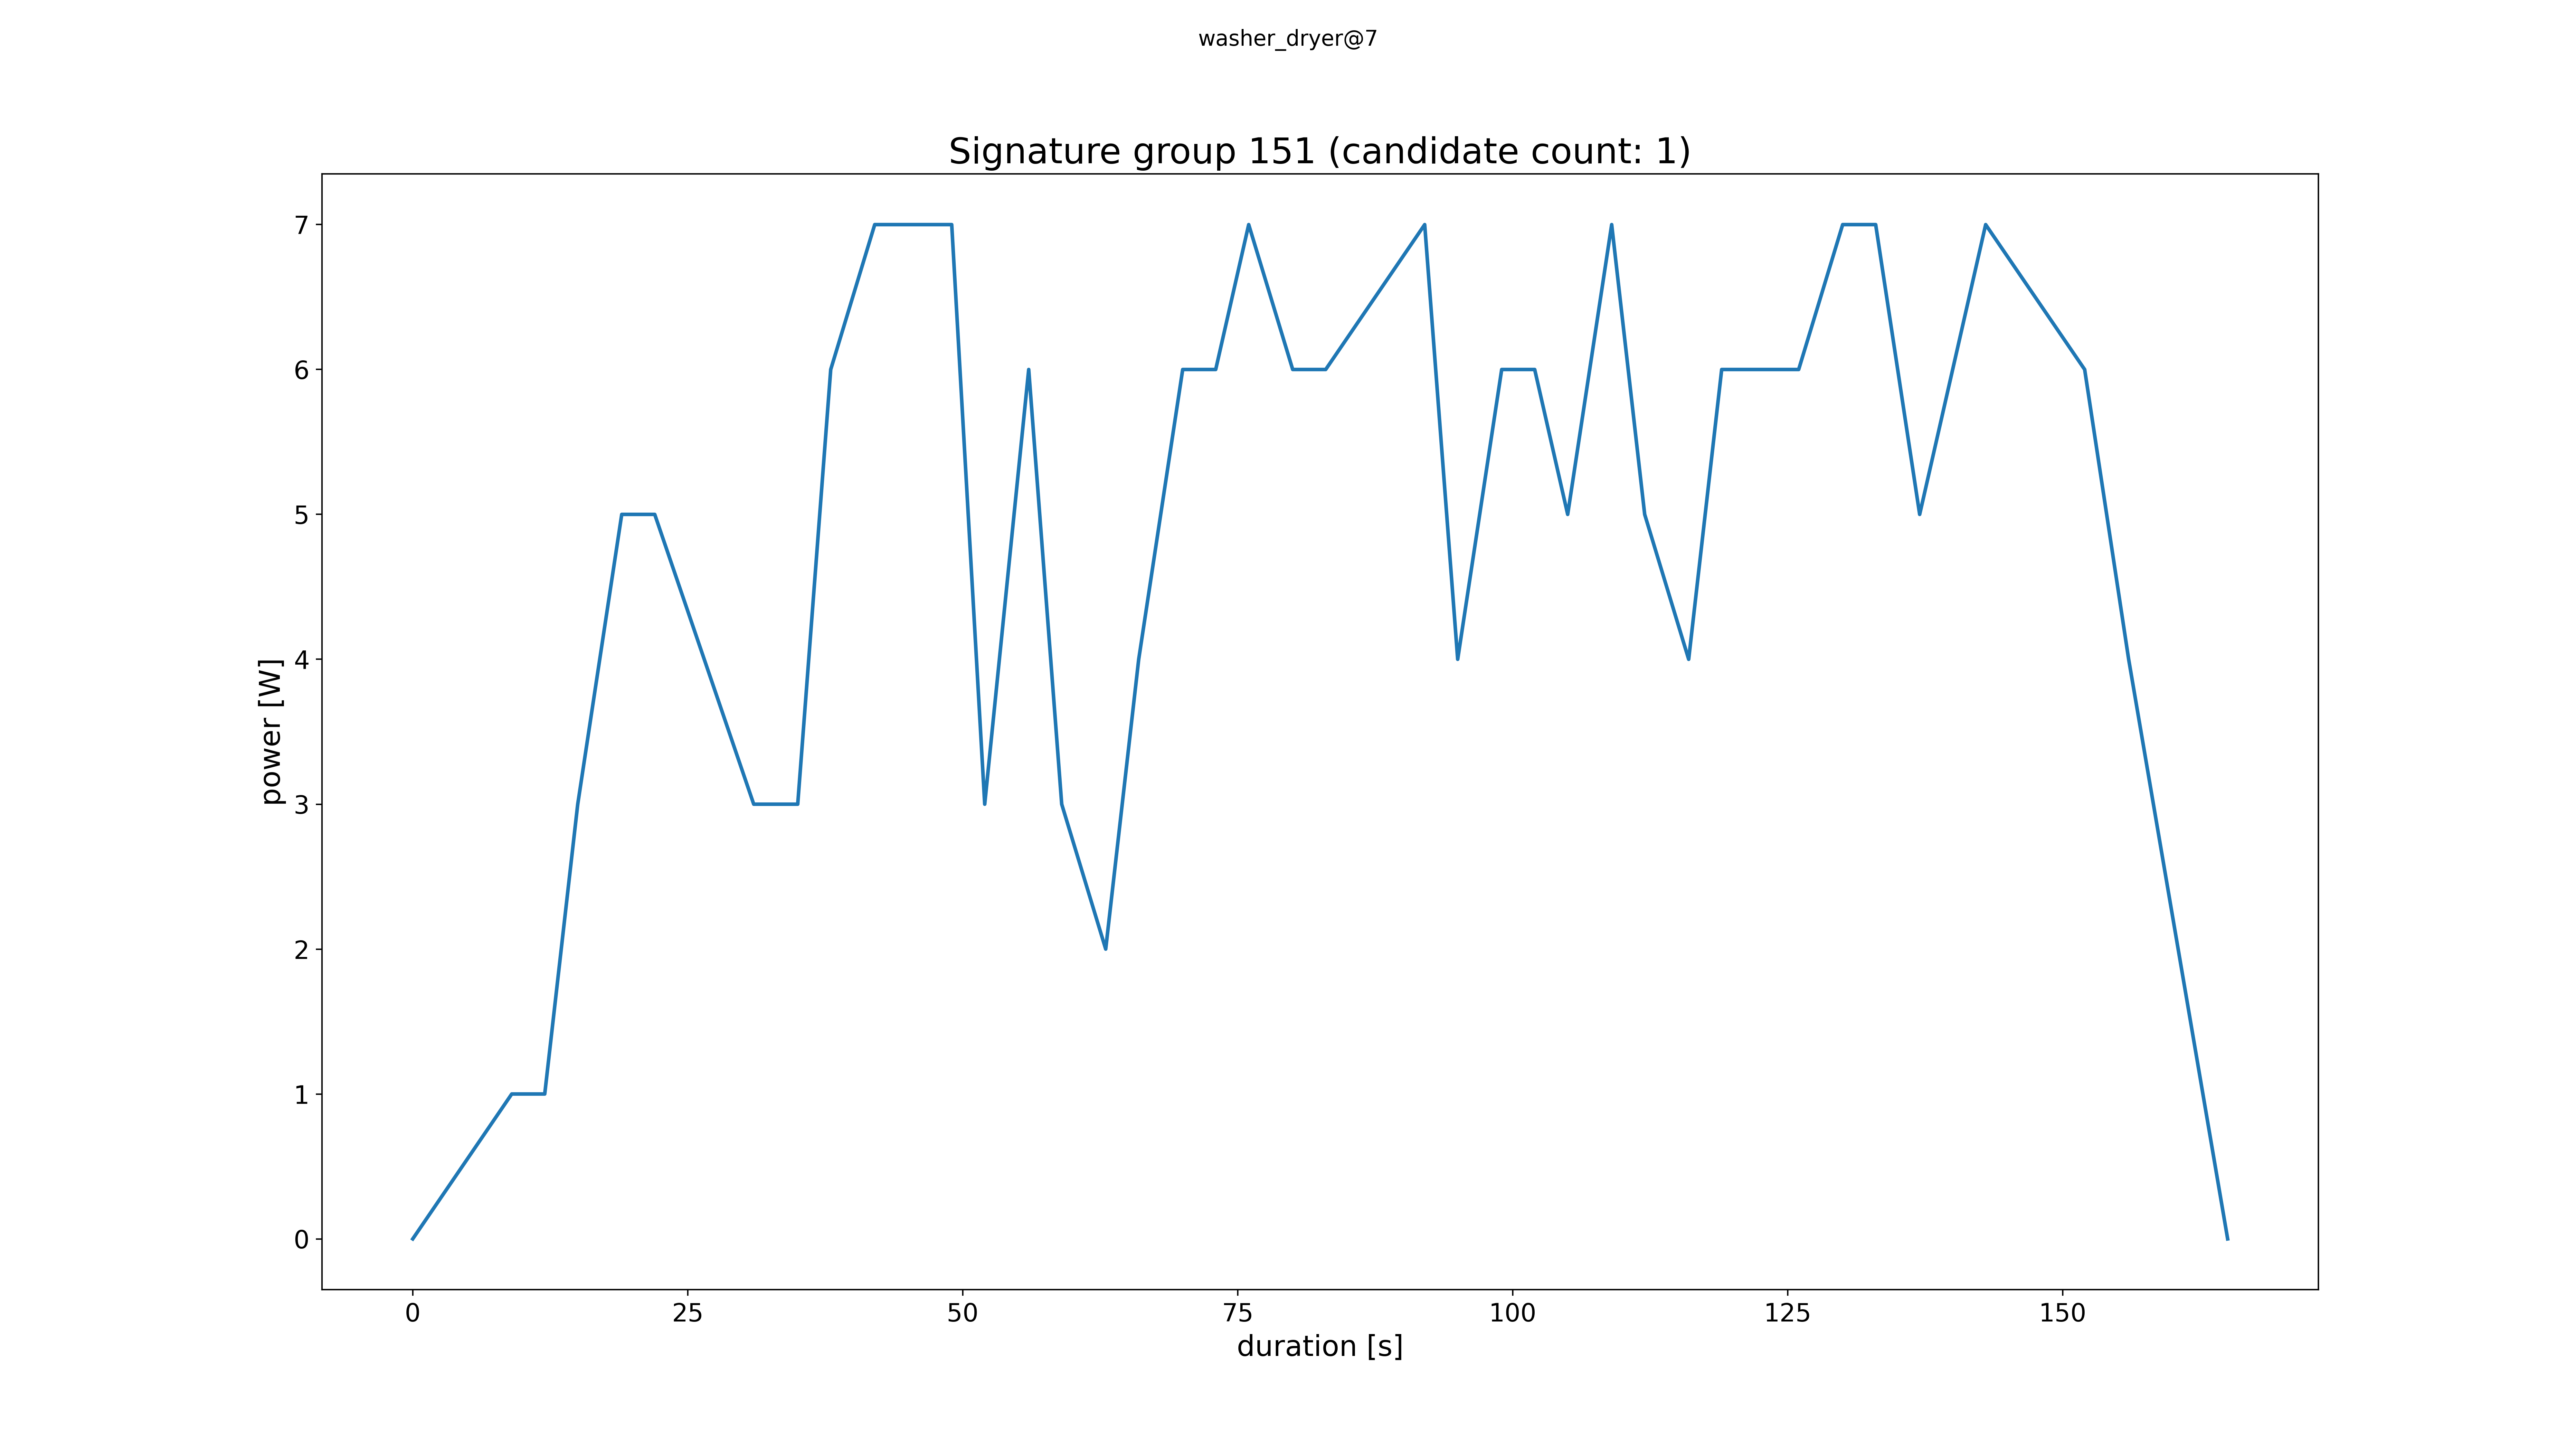 washer_dryer@7
Signature group 151 (candidate count: 1)
7
6
5
4
3
2
1
0
power [W]
0 25 50 75 100 125 150
duration [s]